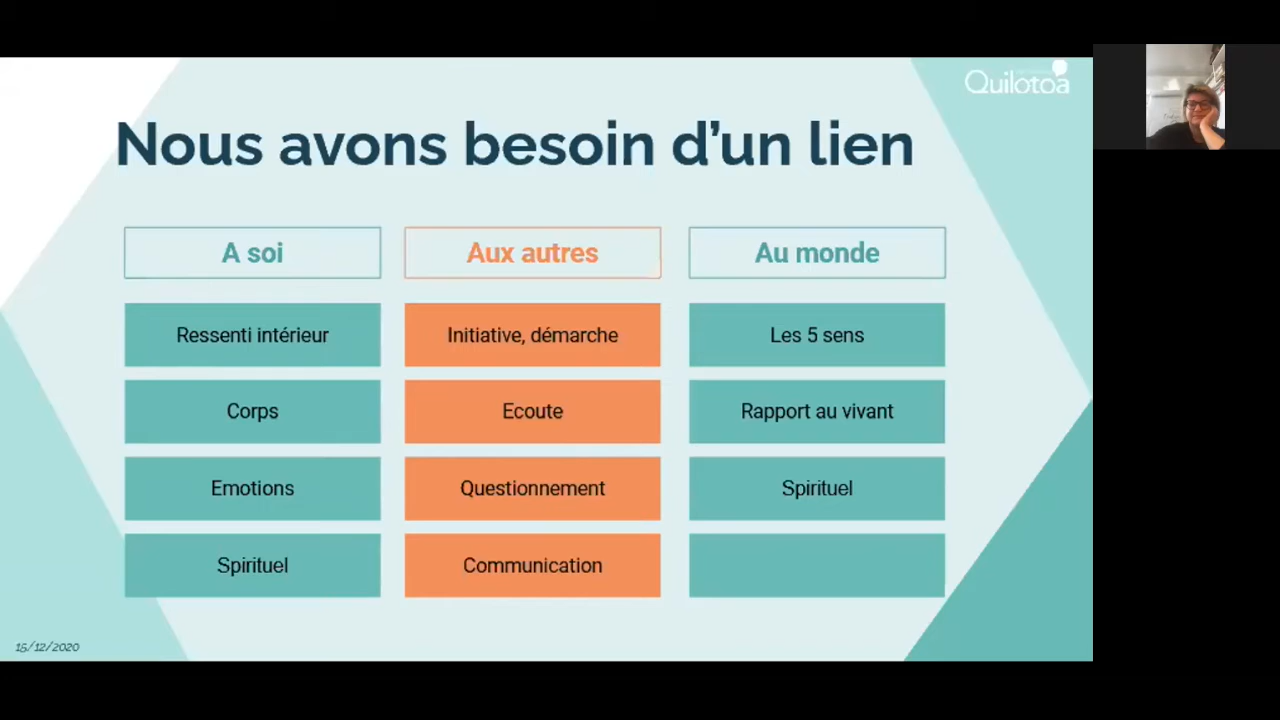 Quilotoa
Nous avons besoin d'un lien
A soi
Aux autres
Au monde
Ressenti intérieur
Initiative, démarche
Les 5 sens
Corps
Ecoute
Rapport au vivant
Emotions
Questionnement
Spirituel
Spirituel
Communication
15/12/2020